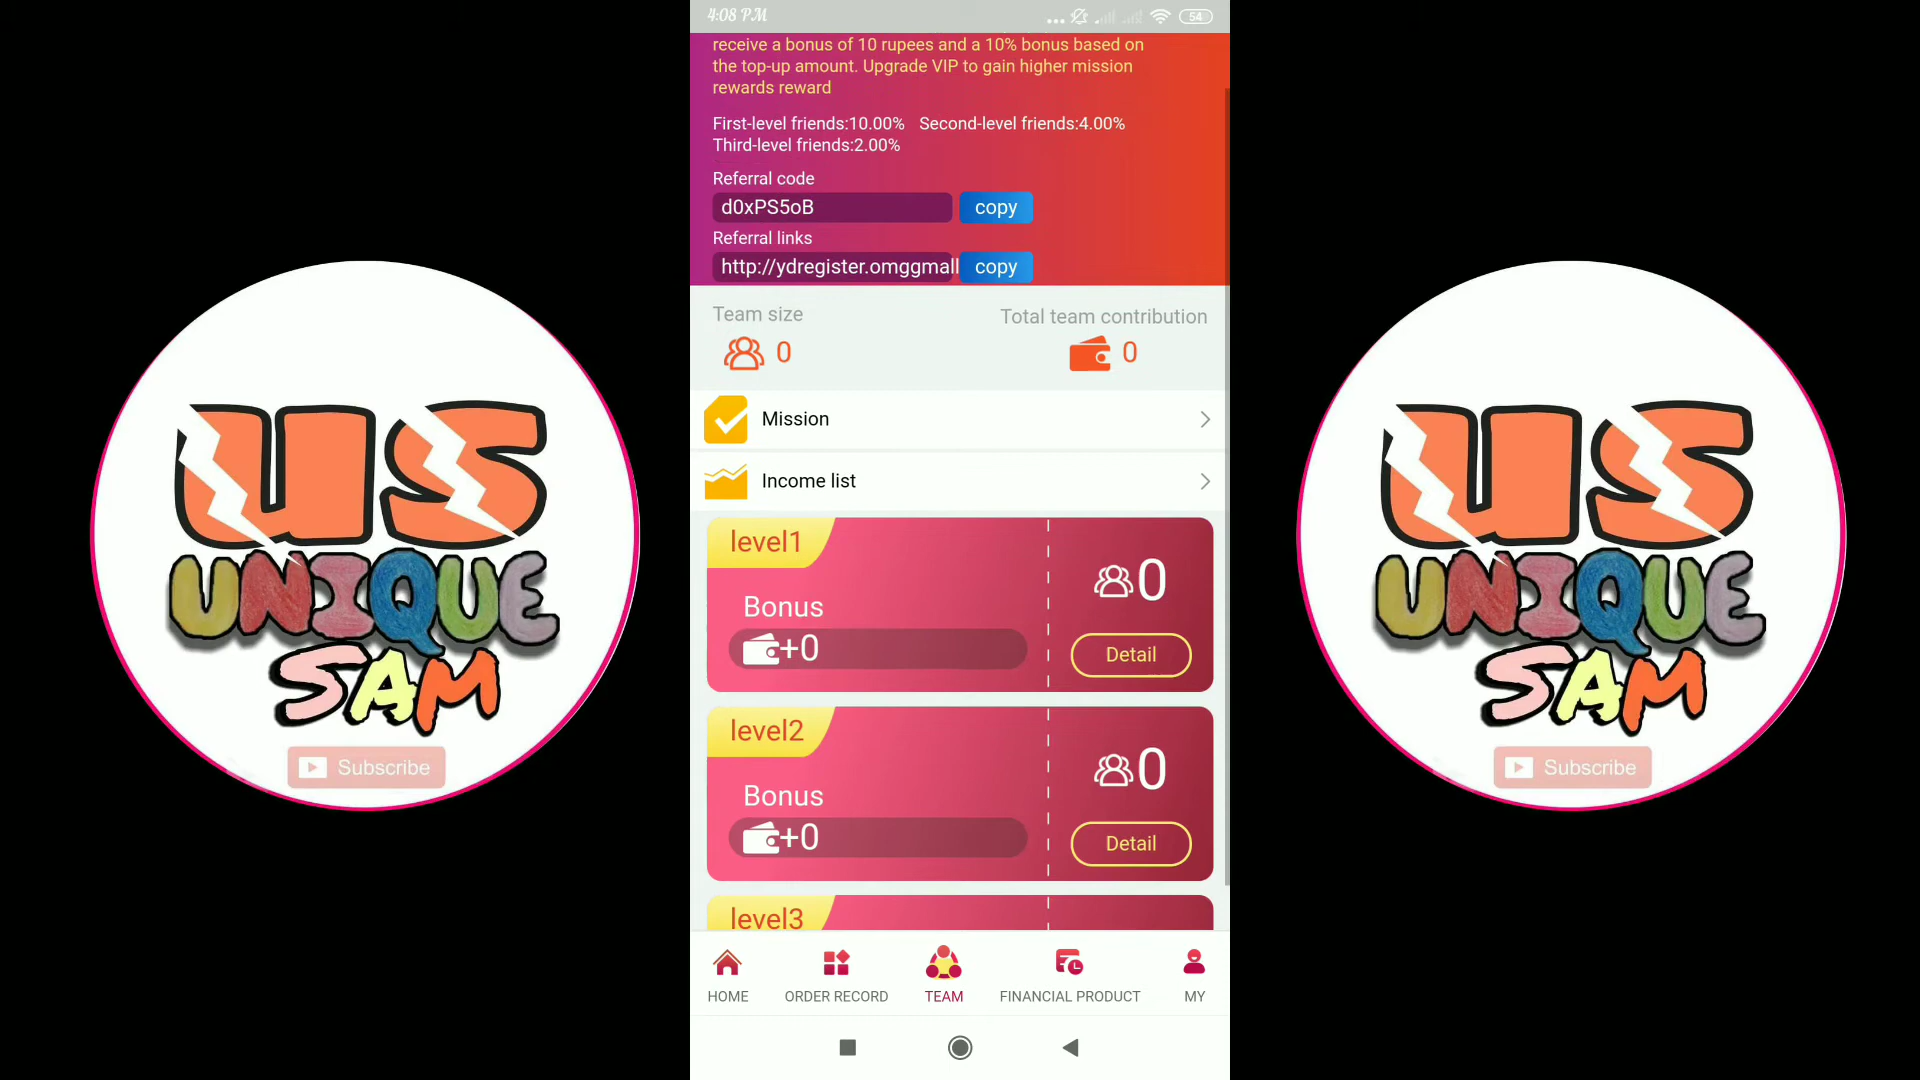 4:08 PM
54
receive a bonus of 10 rupees and a 10% bonus based on
the top-up amount. Upgrade VIP to gain higher mission
rewards reward
First-level friends:10.00% Second-level friends:4.00%
Third-level friends:2.00%
Referral code
d0xPS5oB copy
Referral links
http://ydregister.omggmall copy
Team size Total team contribution
0 0
Mission
Income list
level1
0
Bonus
+0
Detail
level2
0
Bonus
+0
Detail
level3
HOME ORDER RECORD TEAM FINANCIAL PRODUCT MY
US
UNIQUE
SAM
Subscribe
US
UNIQUE
SAM
Subscribe